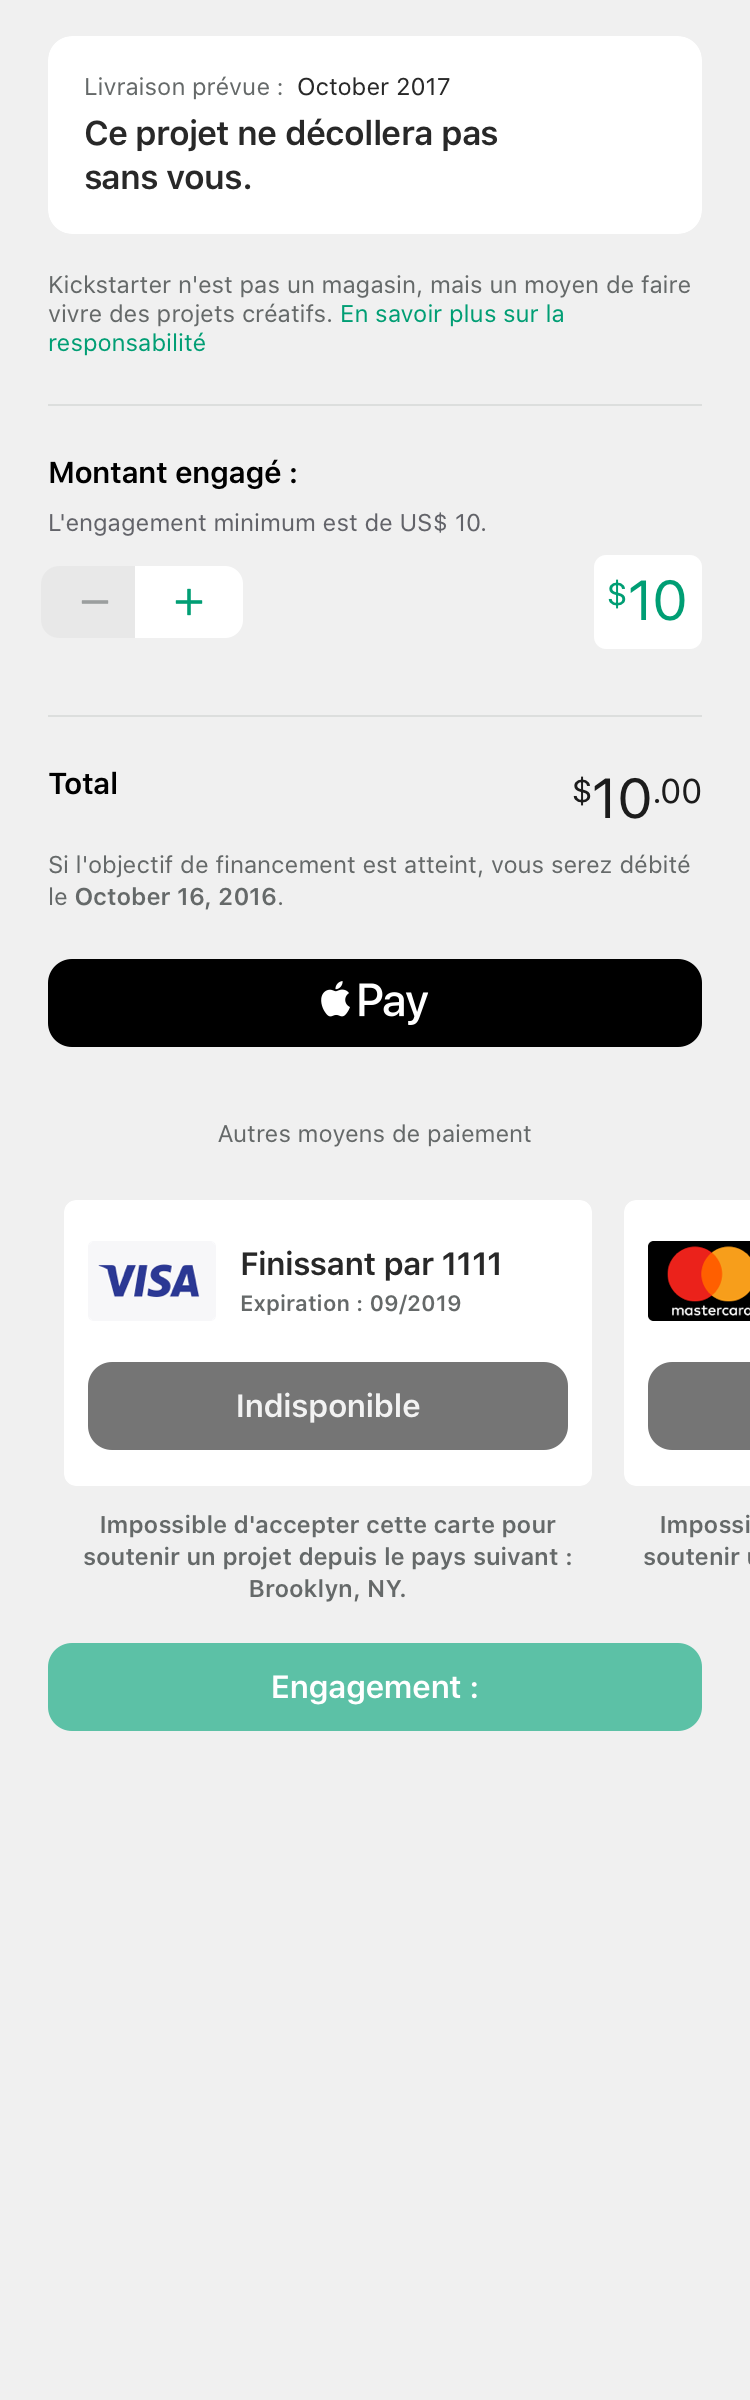 Livraison prévue : October 2017
Ce projet ne décollera pas
sans vous.
Kickstarter n'est pas un magasin, mais un moyen de faire
vivre des projets créatifs. En savoir plus sur la
responsabilité
Montant engagé :
L'engagement minimum est de US$ 10.
− +
$10
Total
$10.00
Si l'objectif de financement est atteint, vous serez débité
le October 16, 2016.
Pay
Autres moyens de paiement
VISA
Finissant par 1111
Expiration : 09/2019
mastercard
Indisponible
Impossible d'accepter cette carte pour
soutenir un projet depuis le pays suivant :
Brooklyn, NY.
Impossi
soutenir
Engagement :